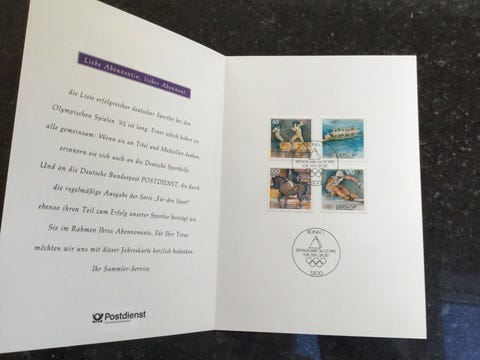 Liebe Abonnentin, lieber Abonnent,
die Liste erfolgreicher deutscher Sportler bei den
Olympischen Spielen '92 ist lang. Eines jedoch haben sie
alle gemeinsam: Wenn sie an Titel und Medaillen denken,
erinnern sie sich auch an die Deutsche Sporthilfe.
Und an die Deutsche Bundespost POSTDIENST, die durch
die regelmäßige Ausgabe der Serie „Für den Sport"
ebenso ihren Teil zum Erfolg unserer Sportler beiträgt wie
Sie im Rahmen Ihres Abonnements. Für Ihre Treue
möchten wir uns mit dieser Jahreskarte herzlich bedanken.
Ihr Sammler-Service.
Postdienst
60
100
BONN 1
ERSTAUSGABE
FÜR DEN SPORT
5300